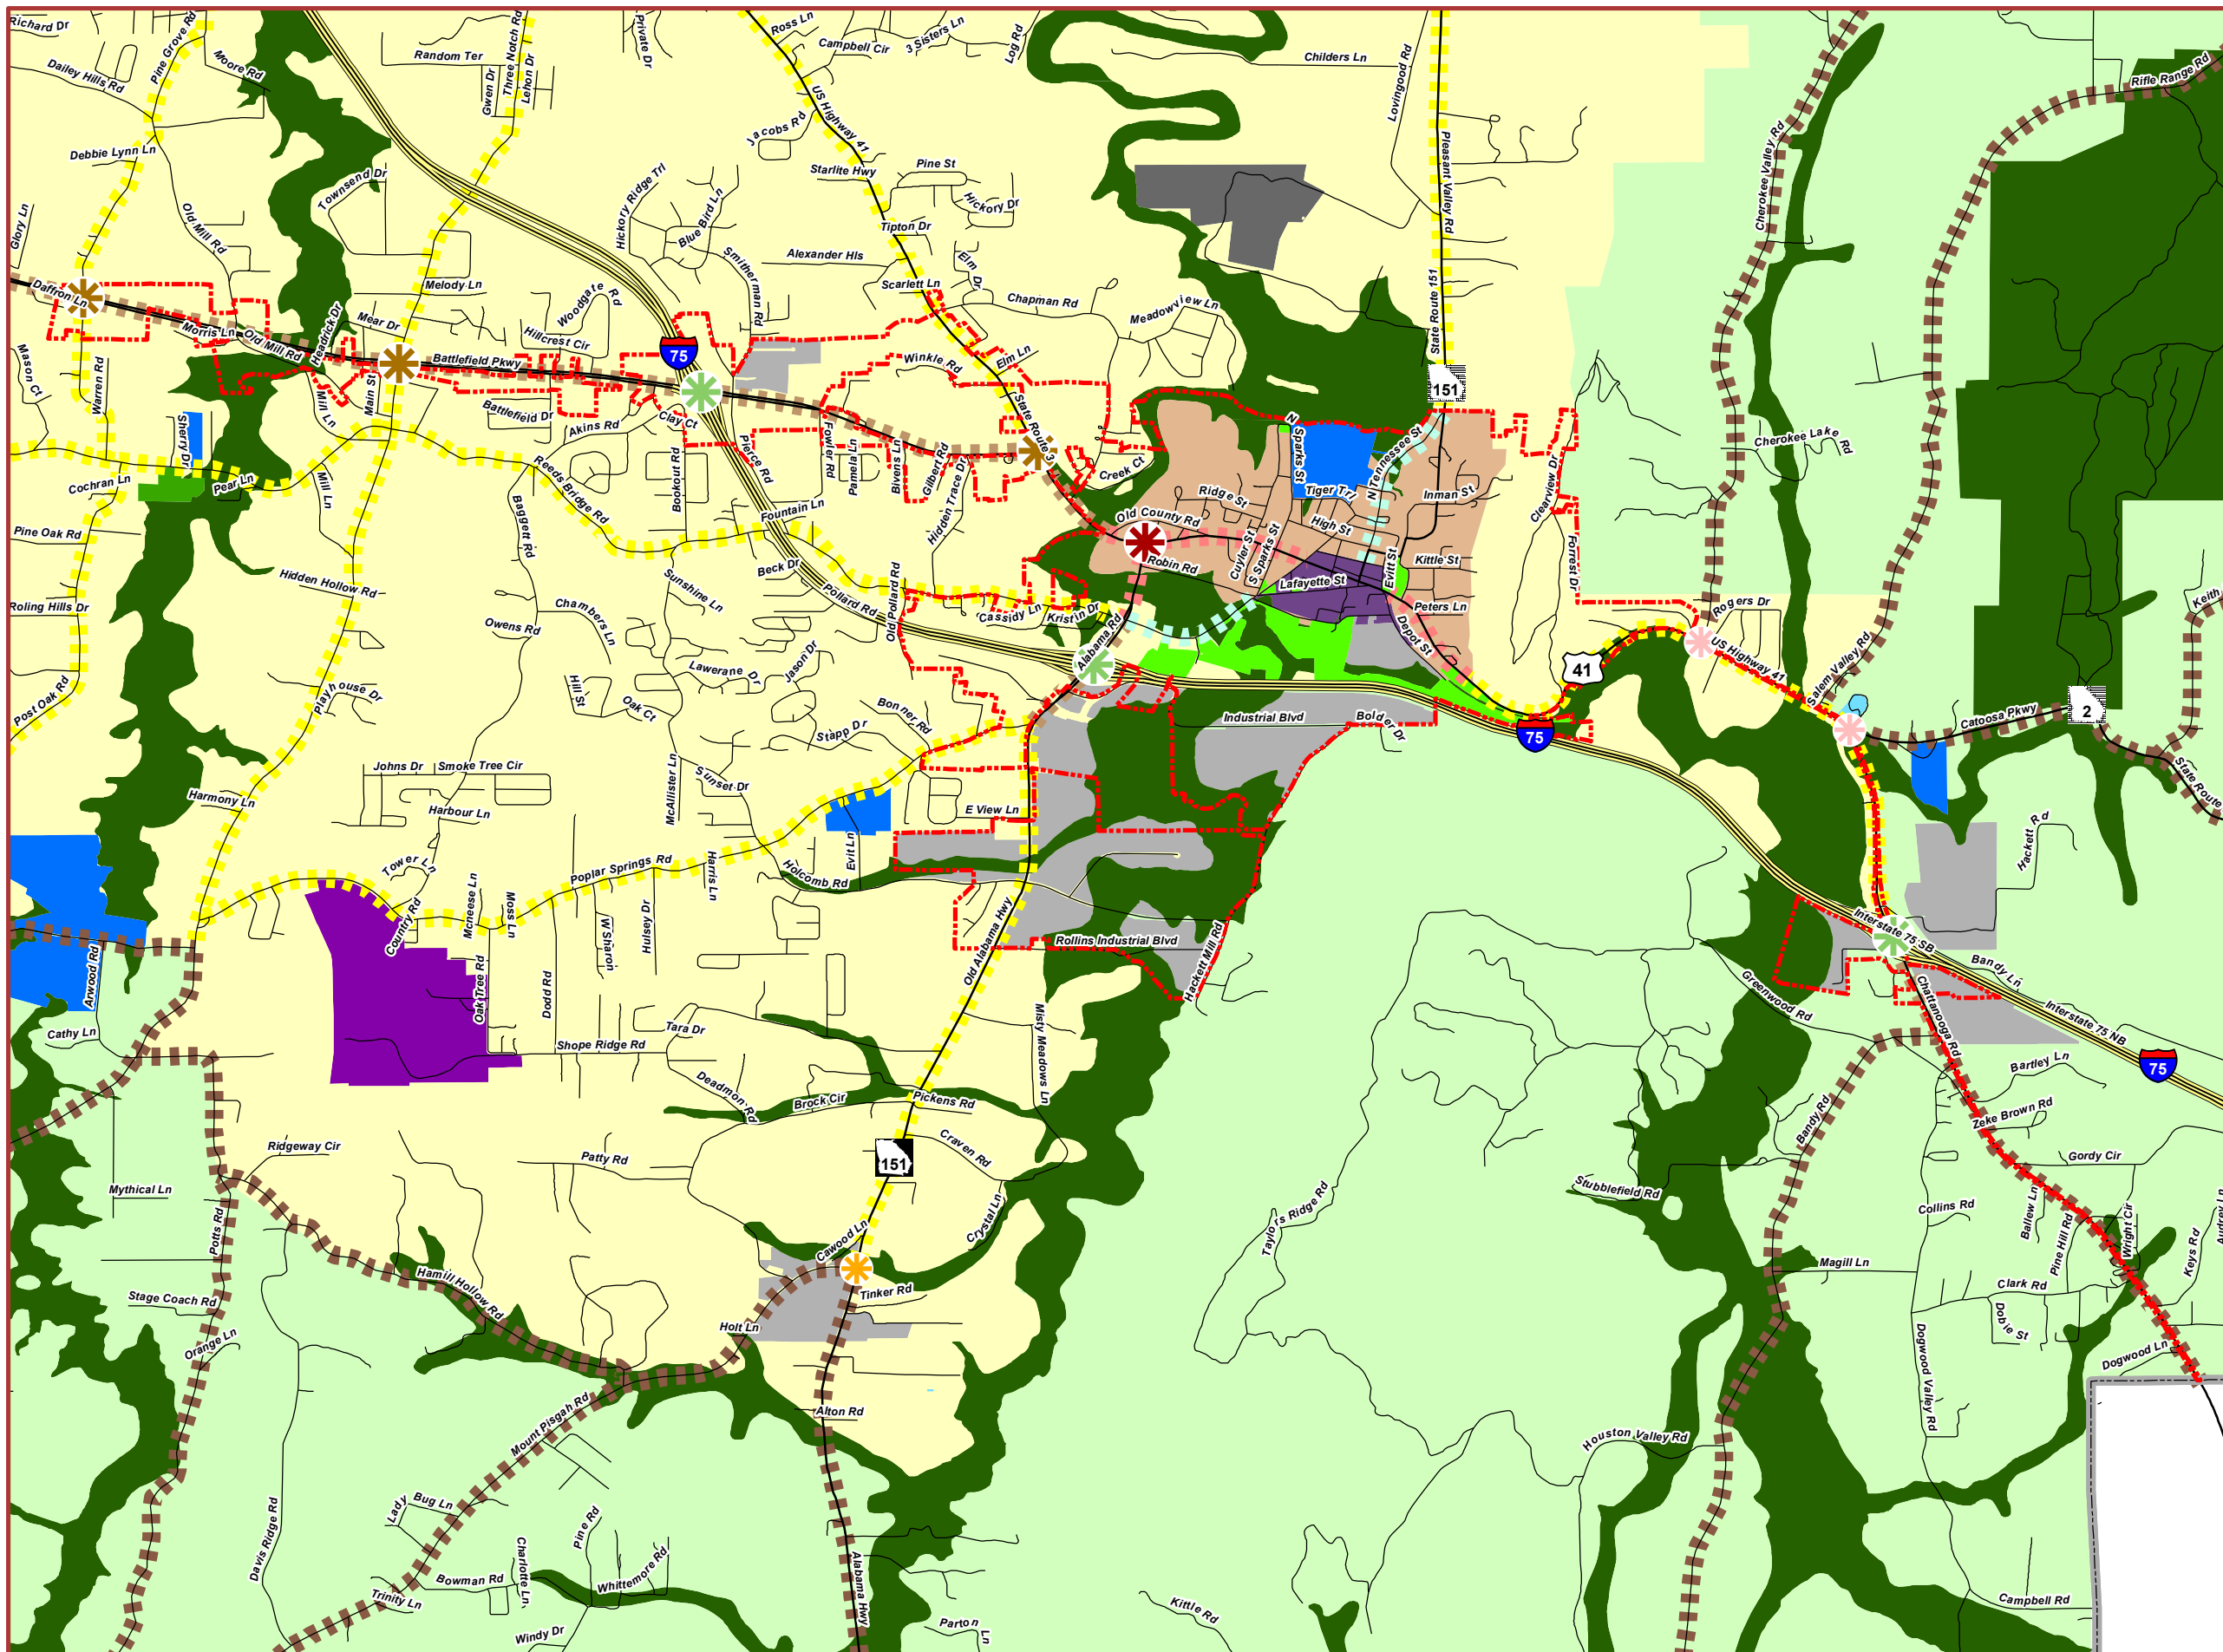 Richard Dr
Pine Grove Rd
Moore Rd
Dailey Hills Rd
Debbie Lynn Ln
Random Ter
Gwen Dr
Three Notch Rd
Lehon Dr
Private Dr
Ross Ln
Campbell Cir
3 Sisters Ln
Log Rd
Childers Ln
Lovingood Rd
Rifle Range Rd
US Highway 41
Jacobs Rd
Starlite Hwy
Pine St
Hickory Dr
Tipton Dr
Elm Dr
Alexander Hls
Scarlett Ln
Chapman Rd
Meadowview Ln
Pleasant Valley Rd
State Route 151
151
Cherokee Valley Rd
Cherokee Lake Rd
Glory Ln
Old Mill Rd
Townsend Dr
Hickory Ridge Trl
Blue Bird Ln
Smitherman Rd
Daffron Ln
Morris Ln
Old Mill Rd
Headrick Dr
Mear Dr
Melody Ln
Woodgate Rd
Hillcrest Cir
Battlefield Pkwy
75
Winkle Rd
Elm Ln
State Route 3
Mason Ct
Warren Rd
Sherry Dr
Mill Ln
Main St
Battlefield Dr
Akins Rd
Clay Ct
Bookout Rd
Pierce Rd
Fowler Rd
Pamela Ln
Bivens Ln
Gilbert Rd
Hidden Trace Dr
Creek Ct
N Sparks St
Tiger Trl
N Tennessee St
Inman St
Clearview Dr
Forrest Dr
Cochran Ln
Pear Ln
Mill Ln
Reeds Bridge Rd
Baggett Rd
Fountain Ln
Ridge St
Old County Rd
High St
Cuyler St
S Sparks St
Evitt St
Kittle St
Robin Rd
Lafayette St
Peters Ln
Depot St
Pine Oak Rd
Hidden Hollow Rd
Roling Hills Dr
Beck Dr
Pollard Rd
Old Pollard Rd
Sunshine Ln
Chambers Ln
Owens Rd
Cassidy Ln
Kristin Dr
Alabama Rd
Lawerane Dr
Jason Dr
Hill St
Oak Ct
Playhouse Dr
Post Oak Rd
Bonner Rd
Stapp Dr
Industrial Blvd
Bolder Dr
75
41
US Highway 41
Rogers Dr
Salem Valley Rd
Catoosa Pkwy
2
Keith
State Route
Johns Dr
Smoke Tree Cir
Harmony Ln
Harbour Ln
McAllister Ln
Sunset Dr
E View Ln
Evit Ln
Holcomb Rd
Poplar Springs Rd
Harris Ln
Tower Ln
Country Rd
Mcneese Ln
Moss Ln
W Sharon
Hulsey Dr
Dodd Rd
Oak Tree Rd
Arwood Rd
Cathy Ln
Old Alabama Hwy
Rollins Industrial Blvd
Hackett Mill Rd
Hackett Rd
Interstate 75 SB
Bandy Ln
Interstate 75 NB
75
Greenwood Rd
Chattanooga Rd
Bartley Ln
Zeke Brown Rd
Gordy Cir
Bandy Rd
Shope Ridge Rd
Tara Dr
Deadmon Rd
Brock Cir
Pickens Rd
Misty Meadows Ln
Craven Rd
151
Crystal Ln
Patty Rd
Ridgeway Cir
Mythical Ln
Potts Rd
Stage Coach Rd
Orange Ln
Hamill Hollow Rd
Cawood Ln
Tinker Rd
Holt Ln
Alton Rd
Mount Pisgah Rd
Taylors Ridge Rd
Stubblefield Rd
Collins Rd
Ballew Ln
Pine Hill Rd
Wright Cir
Keys Rd
Audrey Ln
Magill Ln
Clark Rd
Dobie St
Dogwood Ln
Dogwood Valley Rd
Houston Valley Rd
Davis Ridge Rd
Lady Bug Ln
Pine Rd
Charlotte Ln
Bowman Rd
Trinity Ln
Whittemore Rd
Windy Dr
Alabama Hwy
Parton Ln
Kittle Rd
Campbell Rd